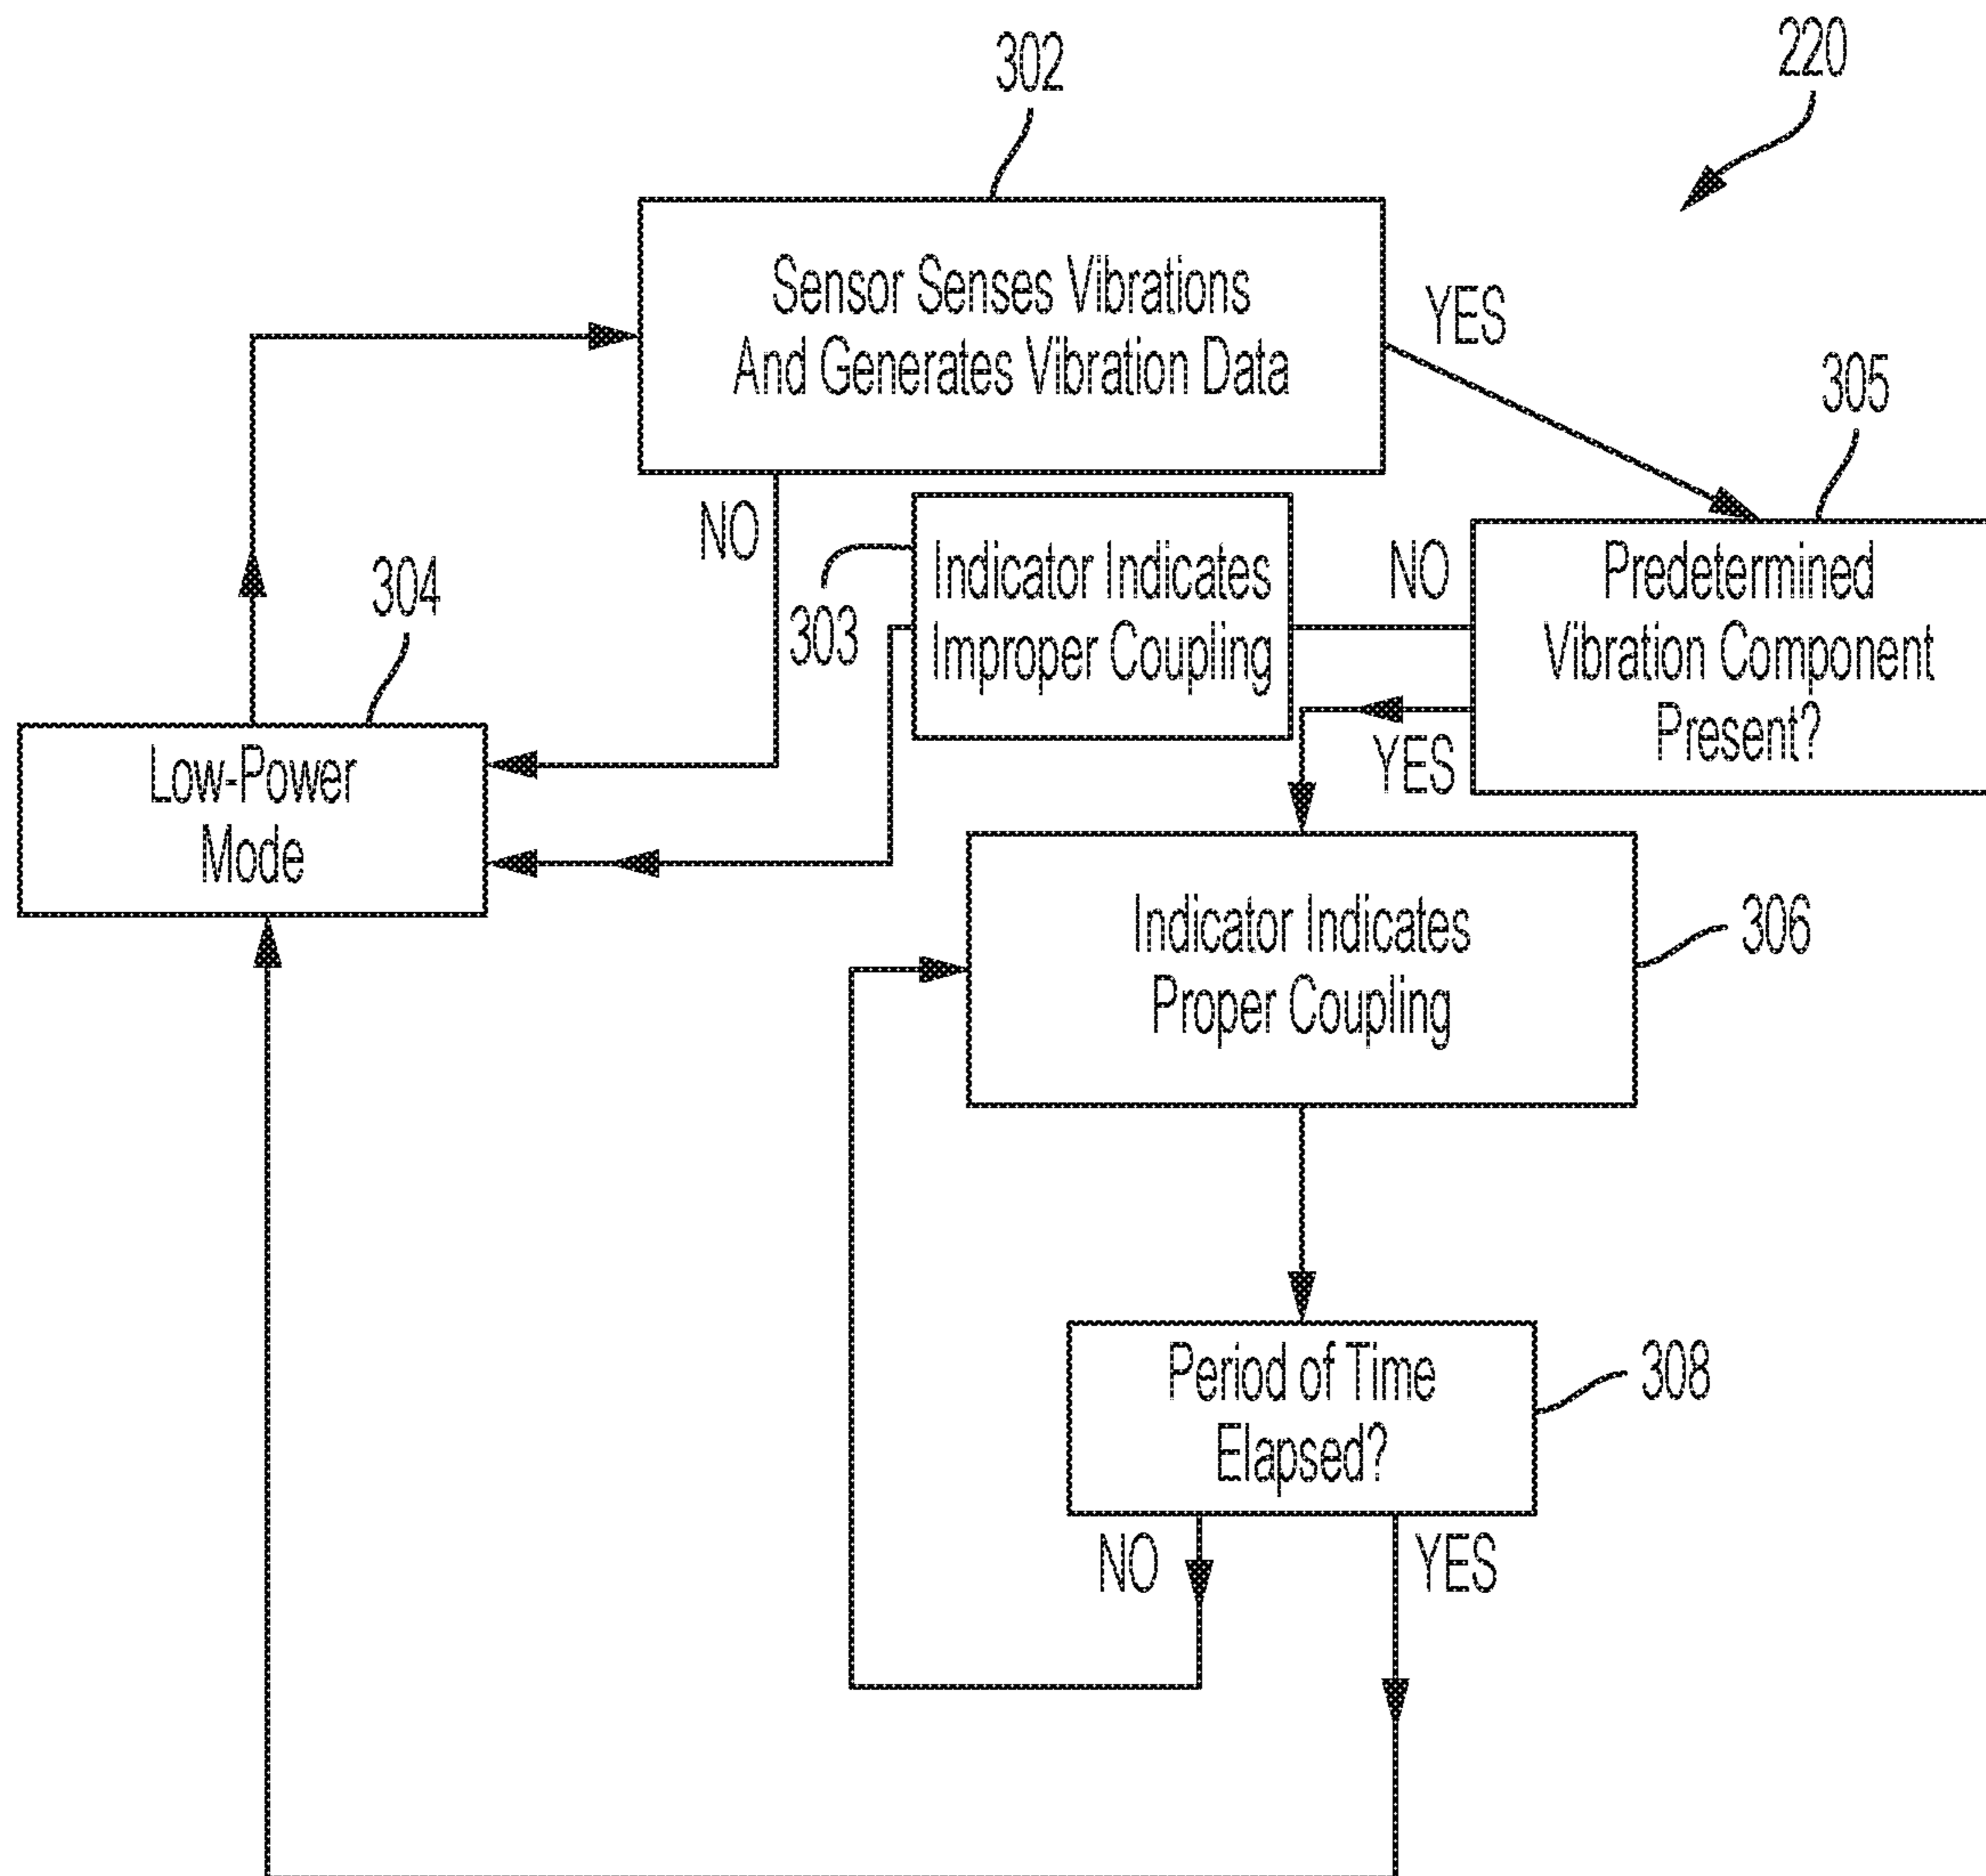 302
220
Sensor Senses Vibrations
And Generates Vibration Data
YES
305
NO
303
Indicator Indicates
Improper Coupling
NO
Predetermined
Vibration Component
Present?
YES
304
Low-Power
Mode
Indicator Indicates
Proper Coupling
306
Period of Time
Elapsed?
308
NO
YES